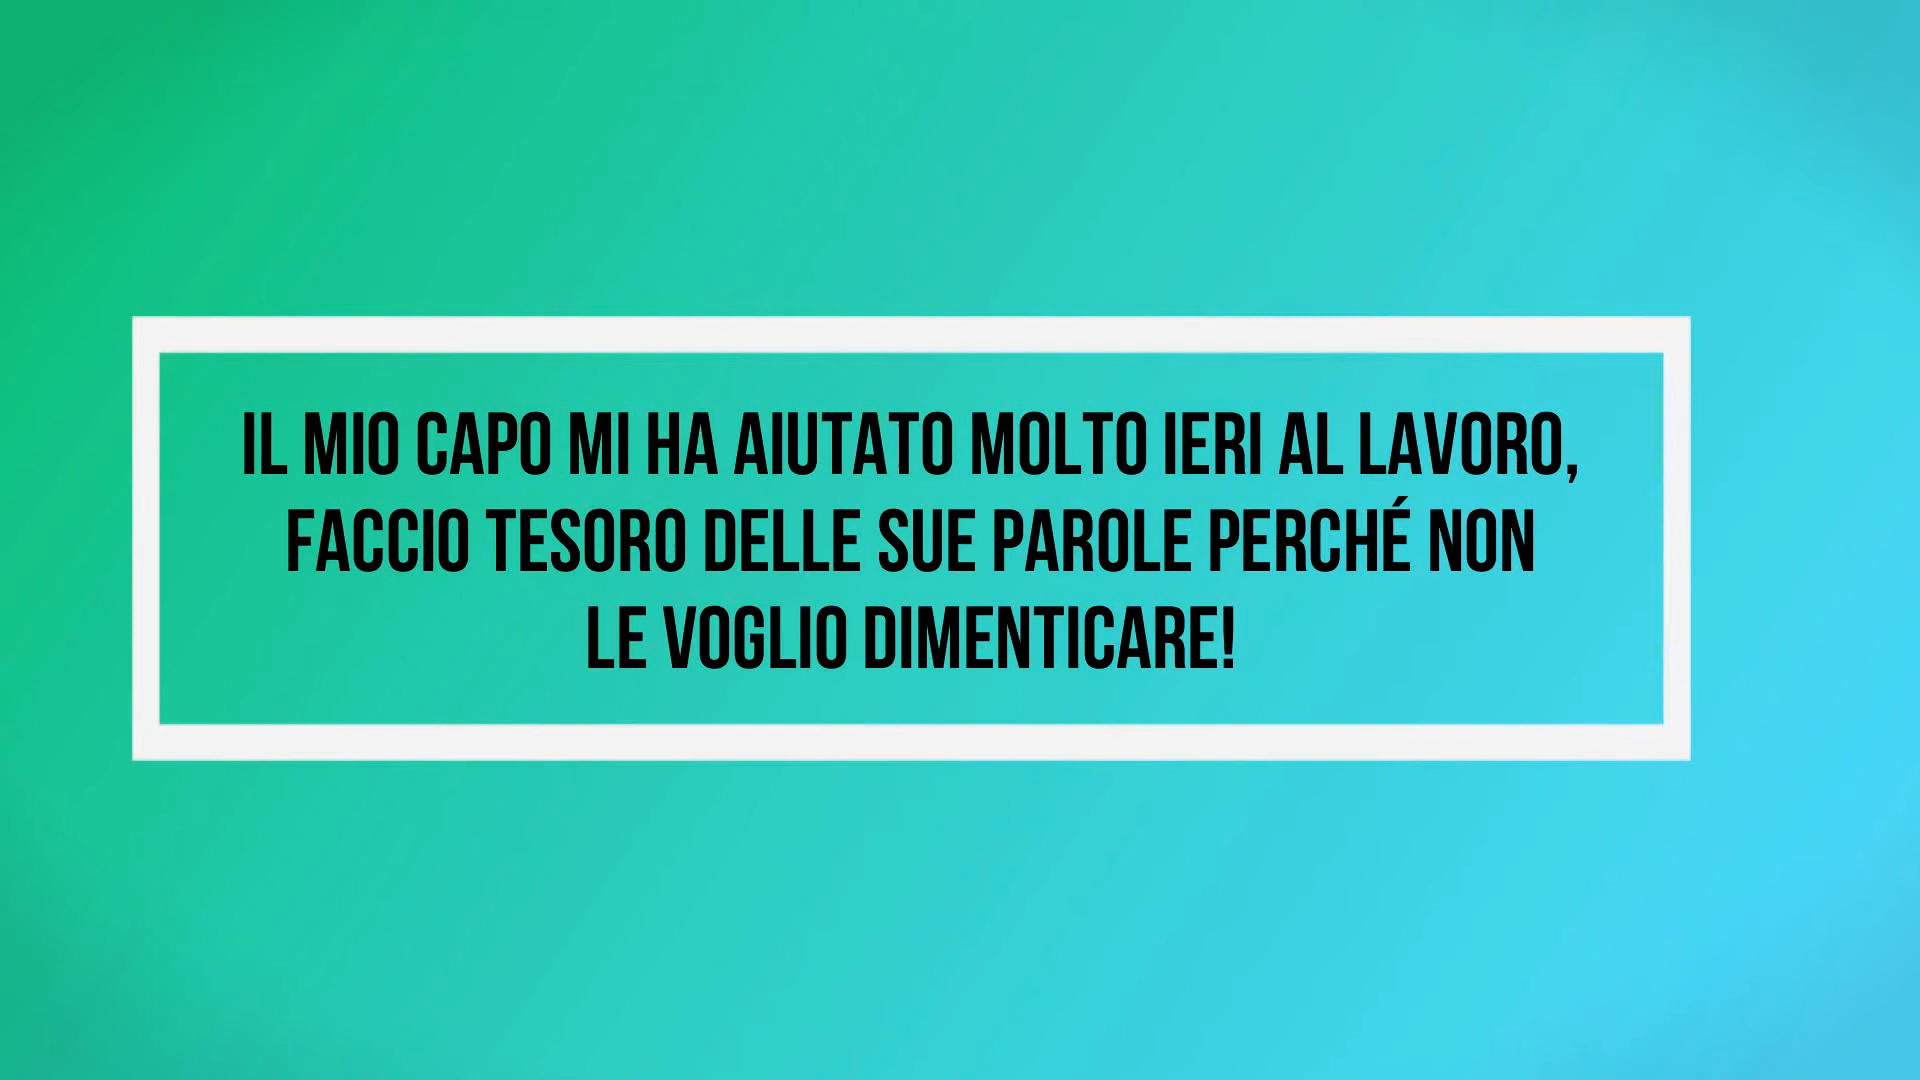 IL MIO CAPO MI HA AIUTATO MOLTO IERI AL LAVORO,
FACCIO TESORO DELLE SUE PAROLE PERCHÉ NON
LE VOGLIO DIMENTICARE!